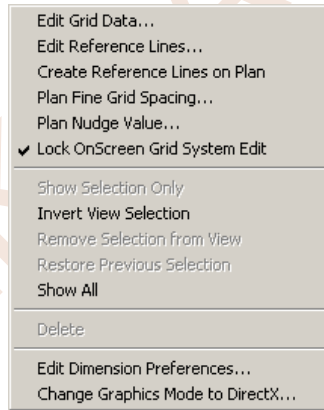 Edit Grid Data...
Edit Reference Lines...
Create Reference Lines on Plan
Plan Fine Grid Spacing...
Plan Nudge Value...
Lock OnScreen Grid System Edit
Show Selection Only
Invert View Selection
Remove Selection from View
Restore Previous Selection
Show All
Delete
Edit Dimension Preferences...
Change Graphics Mode to DirectX...